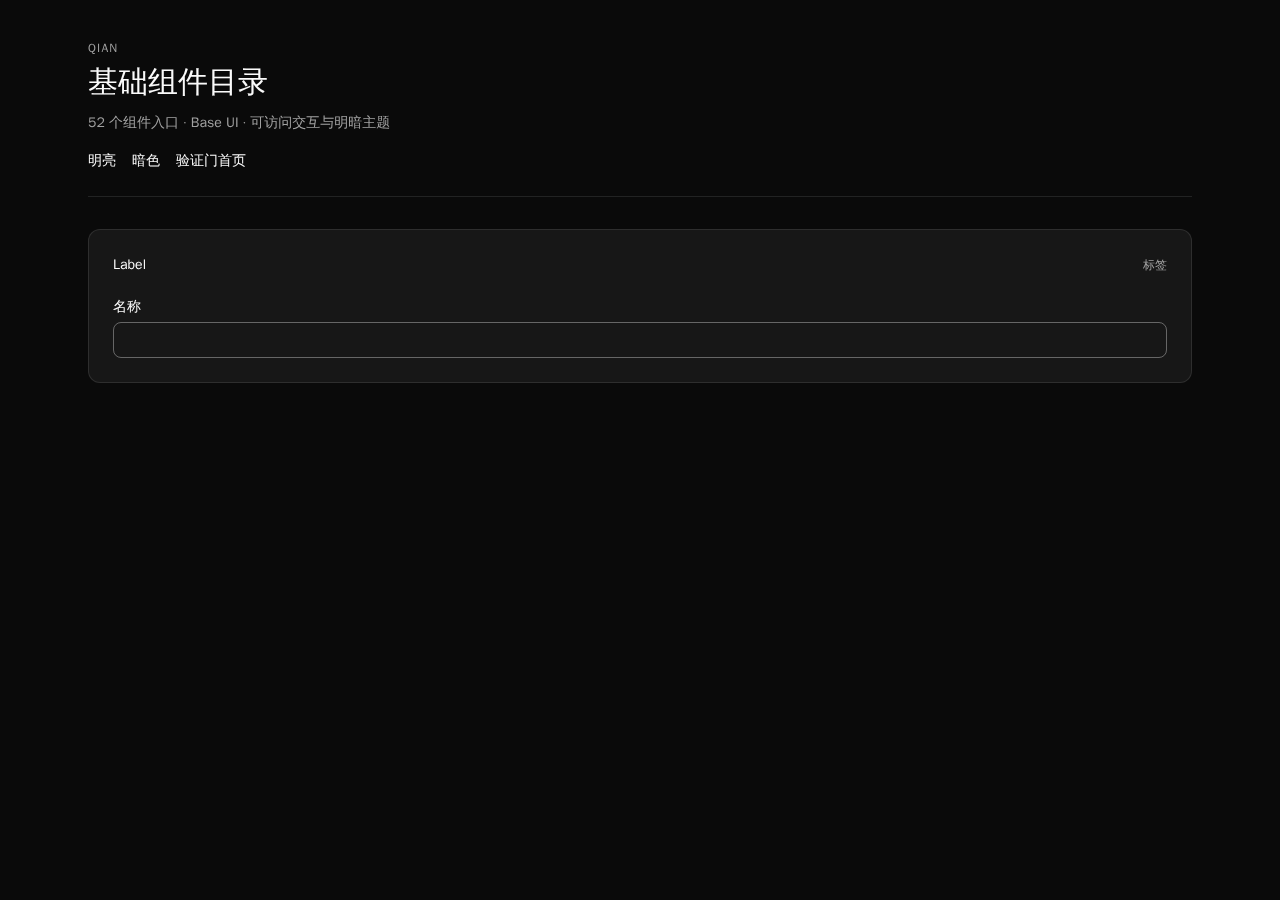 QIAN
基础组件目录
52 个组件入口 · Base UI · 可访问交互与明暗主题
明亮 暗色 验证门首页
Label 标签
名称